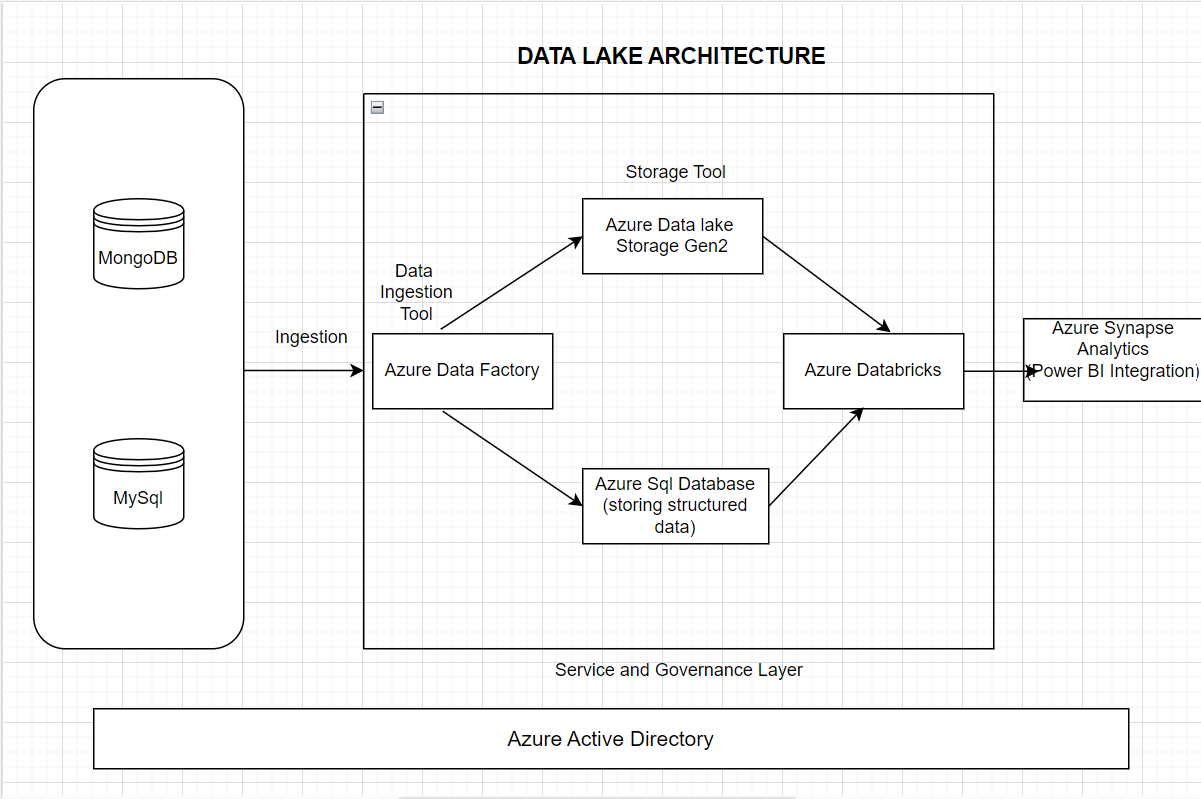 DATA LAKE ARCHITECTURE
MongoDB
MySql
Ingestion
Data
Ingestion
Tool
Azure Data Factory
Storage Tool
Azure Data lake
Storage Gen2
Azure Sql Database
(storing structured
data)
Azure Databricks
Azure Synapse
Analytics
(Power BI Integration)
Service and Governance Layer
Azure Active Directory